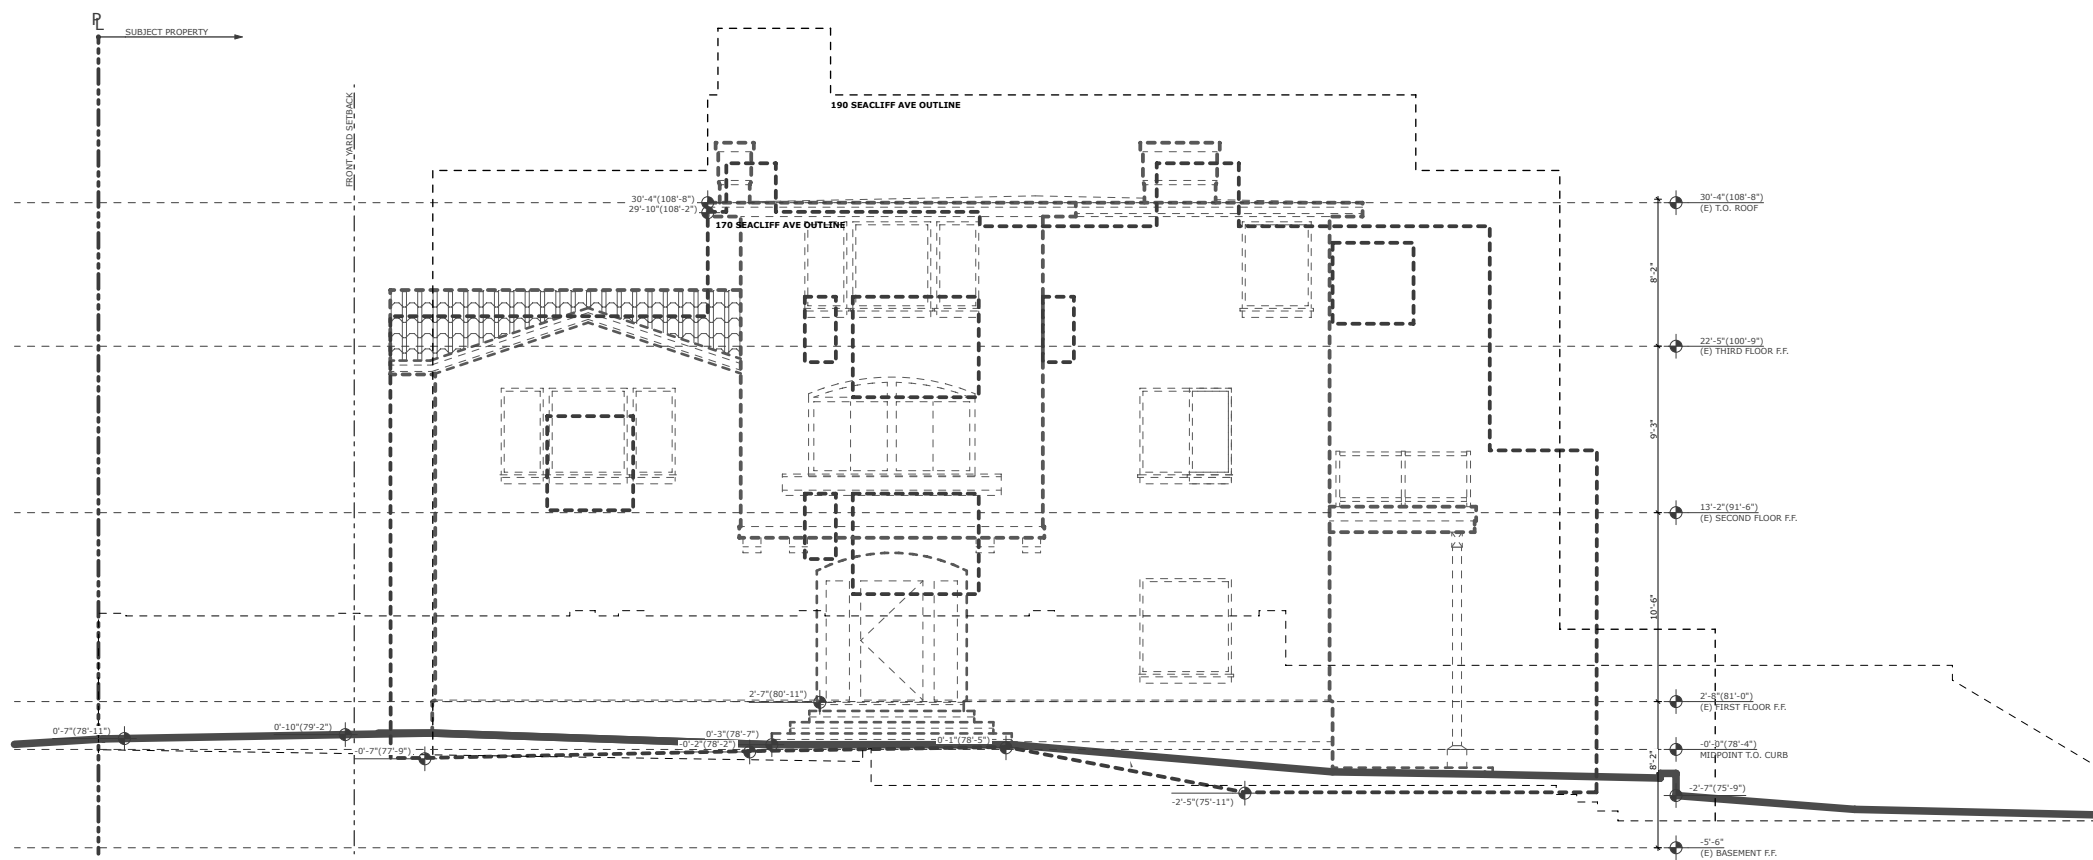 PL
SUBJECT PROPERTY
FRONT YARD SETBACK
190 SEACLIFF AVE OUTLINE
30'-4"(108'-8")
29'-10"(108'-2")
170 SEACLIFF AVE OUTLINE
30'-4"(108'-8")
(E) T.O. ROOF
8'-2"
22'-5"(100'-9")
(E) THIRD FLOOR F.F.
9'-3"
13'-2"(91'-6")
(E) SECOND FLOOR F.F.
10'-6"
2'-7"(80'-11")
2'-8"(81'-0")
(E) FIRST FLOOR F.F.
0'-7"(78'-11")
0'-10"(79'-2")
0'-3"(78'-7")
-0'-2"(78'-2")
0'-1"(78'-5")
-0'-7"(77'-9")
-0'-0"(78'-4")
MIDPOINT T.O. CURB
8'-2"
-2'-5"(75'-11")
-2'-7"(75'-9")
-5'-6"
(E) BASEMENT F.F.